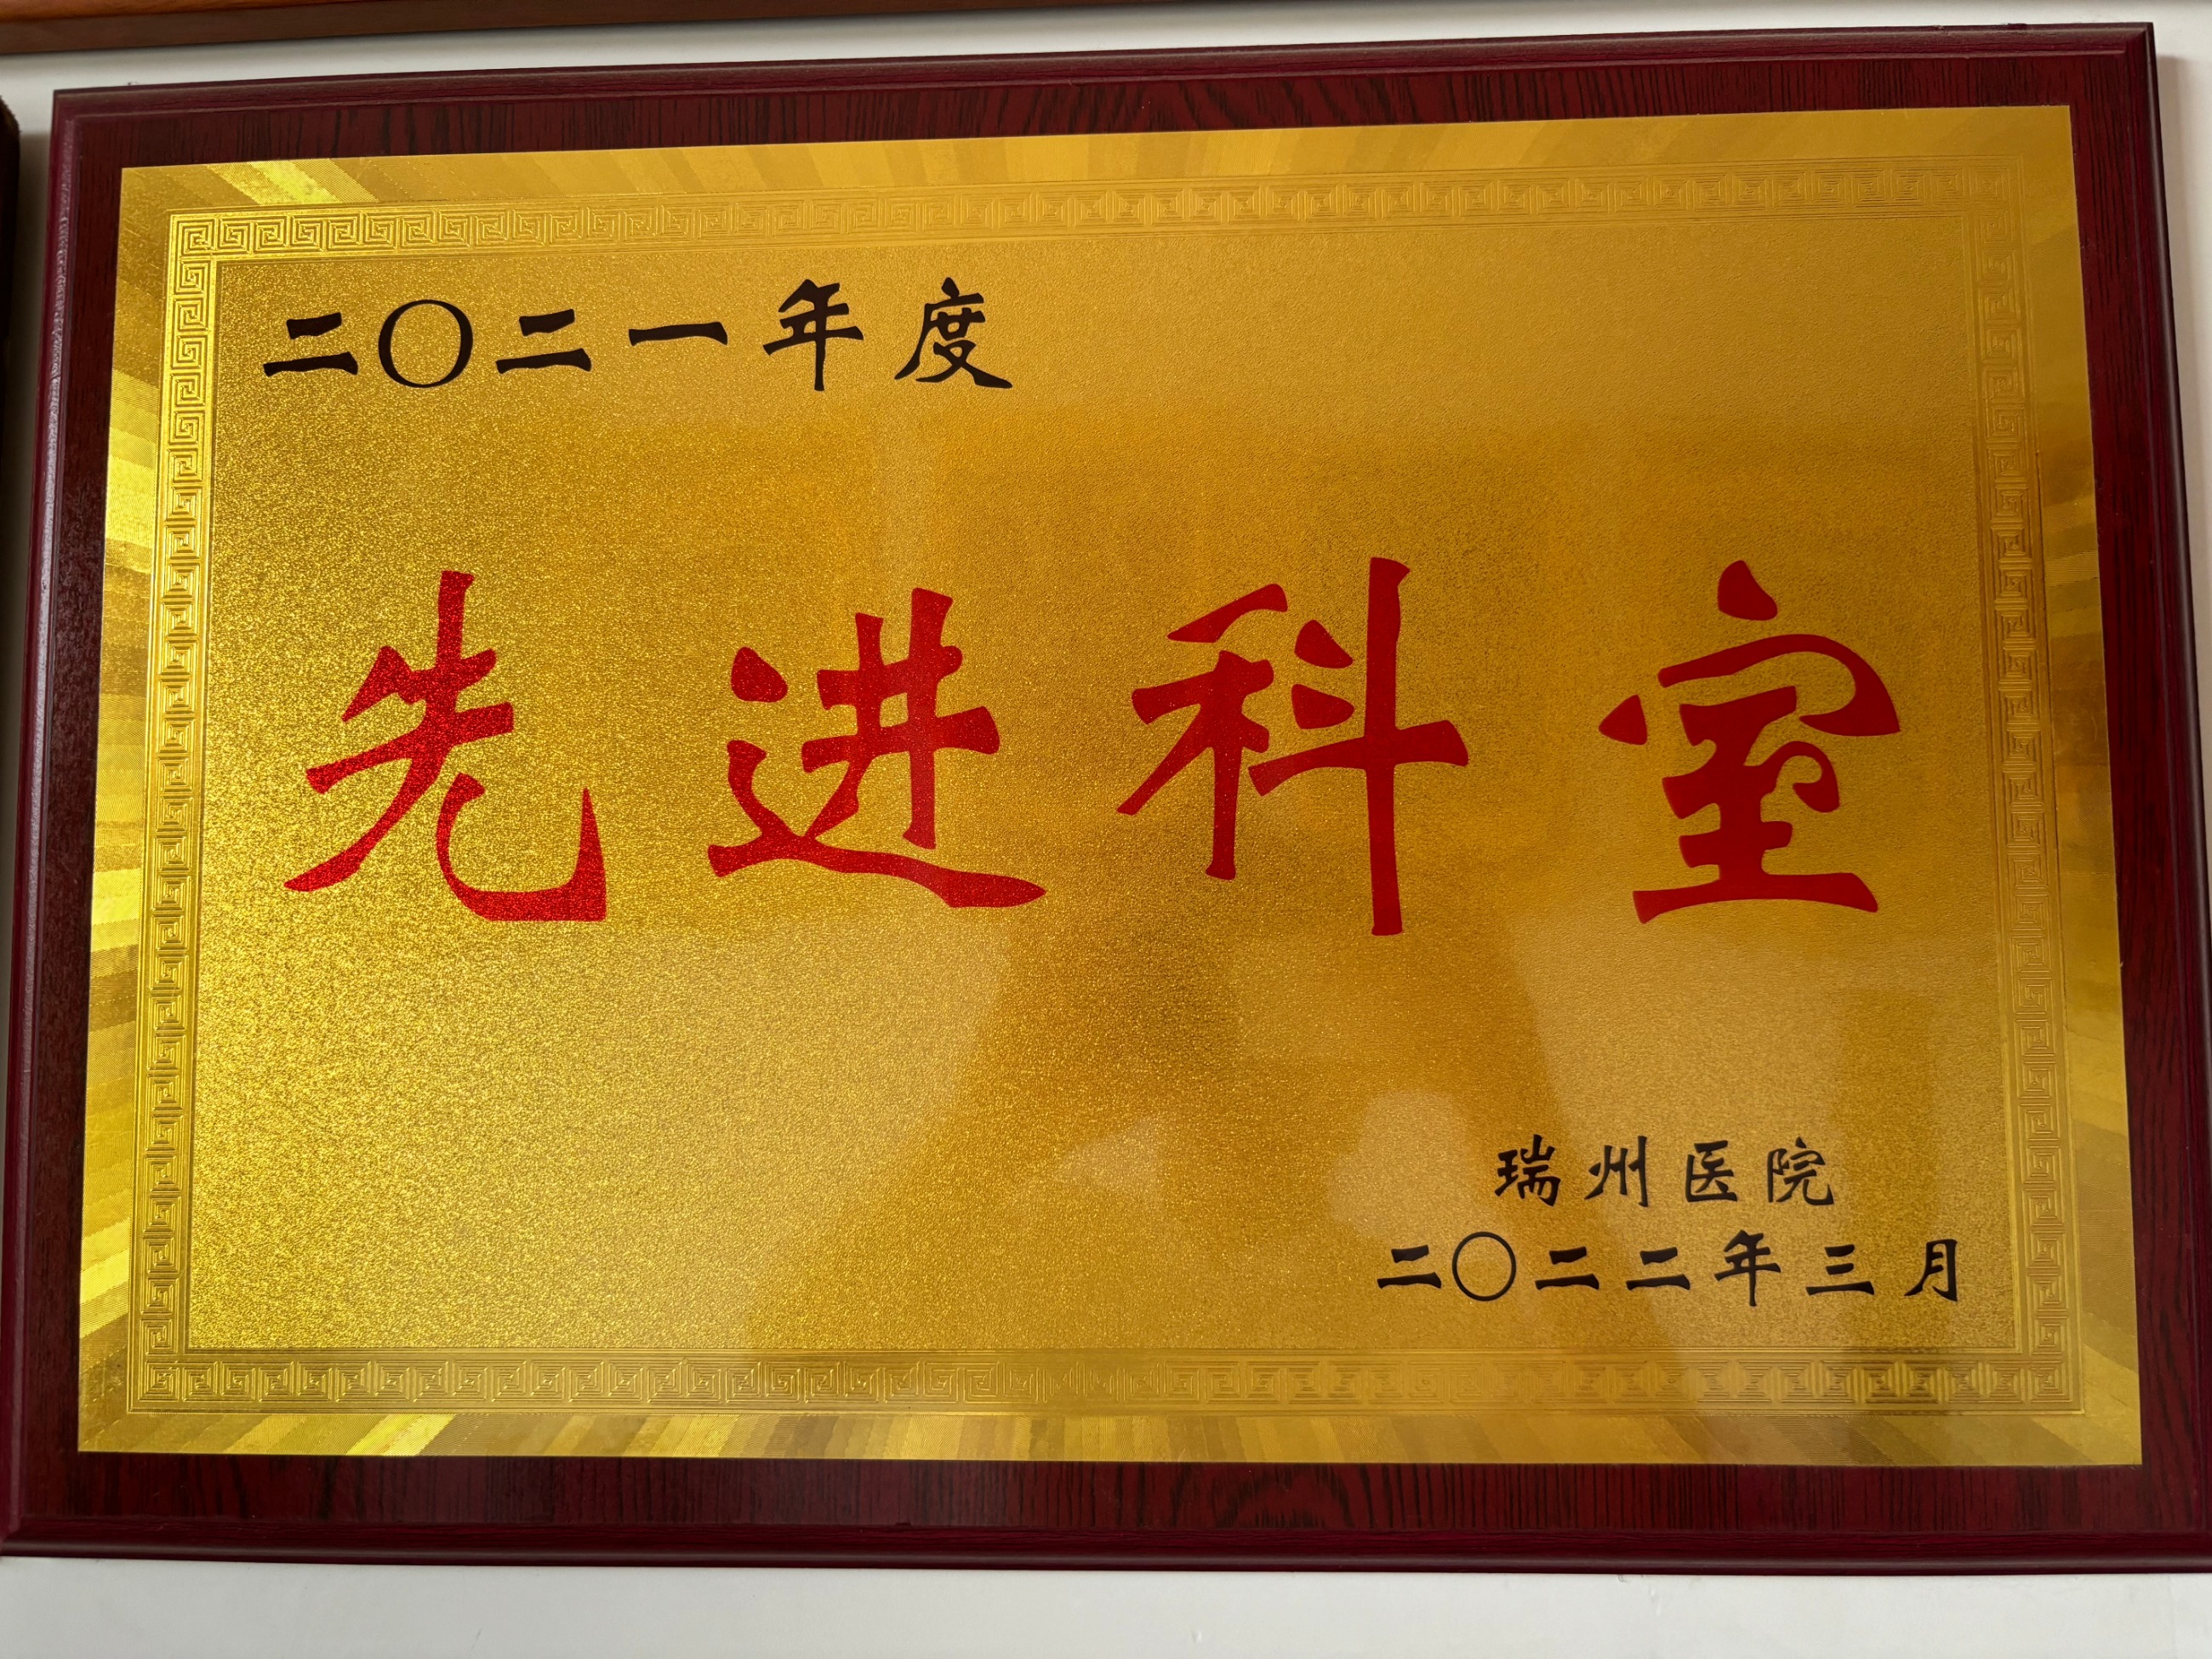 二〇二一年度
先进科室
瑞州医院
二〇二二年三月